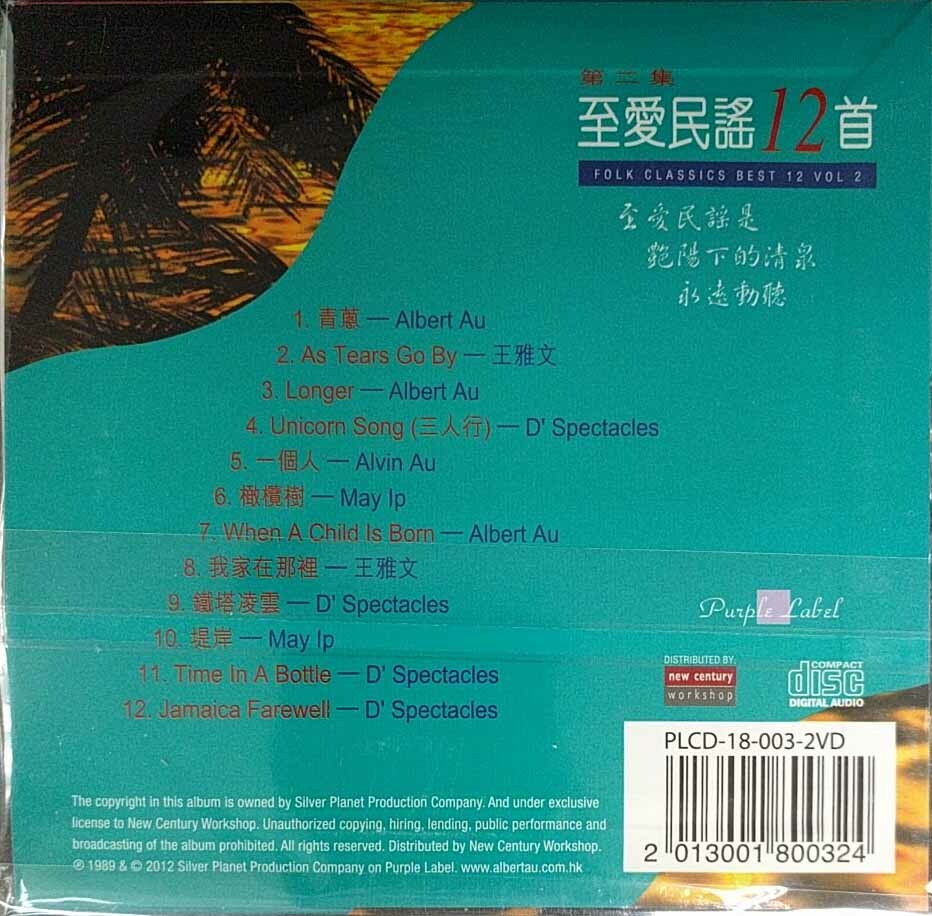 第二集
至愛民謠12首
FOLK CLASSICS BEST 12 VOL 2
至愛民謠是
艷陽下的清泉
永遠動聽
1. 青蔥 — Albert Au
2. As Tears Go By — 王雅文
3. Longer — Albert Au
4. Unicorn Song (三人行) — D' Spectacles
5. 一個人 — Alvin Au
6. 橄欖樹 — May Ip
7. When A Child Is Born — Albert Au
8. 我家在那裡 — 王雅文
9. 鐵塔凌雲 — D' Spectacles
10. 堤岸 — May Ip
11. Time In A Bottle — D' Spectacles
12. Jamaica Farewell — D' Spectacles
Purple Label
DISTRIBUTED BY:
new century
workshop
COMPACT
disc
DIGITAL AUDIO
PLCD-18-003-2VD
2 013001 800324
The copyright in this album is owned by Silver Planet Production Company. And under exclusive
license to New Century Workshop. Unauthorized copying, hiring, lending, public performance and
broadcasting of the album prohibited. All rights reserved. Distributed by New Century Workshop.
℗ 1989 & © 2012 Silver Planet Production Company on Purple Label. www.albertau.com.hk